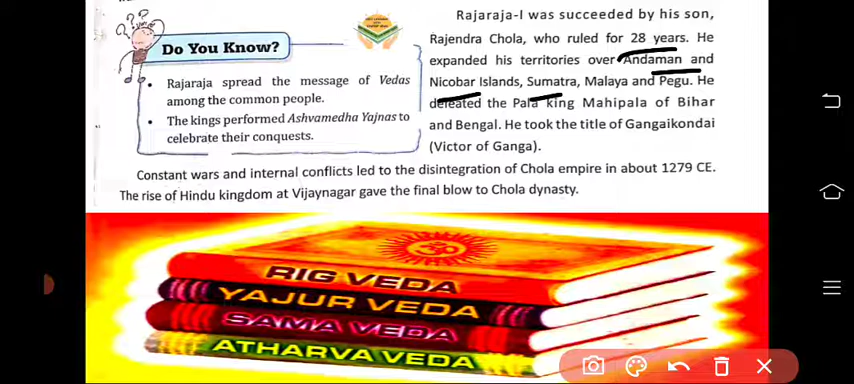 Rajaraja-I was succeeded by his son,
Rajendra Chola, who ruled for 28 years. He
expanded his territories over Andaman and
Nicobar Islands, Sumatra, Malaya and Pegu. He
defeated the Pala king Mahipala of Bihar
and Bengal. He took the title of Gangaikondai
(Victor of Ganga).
Do You Know?
• Rajaraja spread the message of Vedas
among the common people.
• The kings performed Ashvamedha Yajnas to
celebrate their conquests.
Constant wars and internal conflicts led to the disintegration of Chola empire in about 1279 CE.
The rise of Hindu kingdom at Vijaynagar gave the final blow to Chola dynasty.
ॐ
RIG VEDA
YAJUR VEDA
SAMA VEDA
ATHARVA VEDA